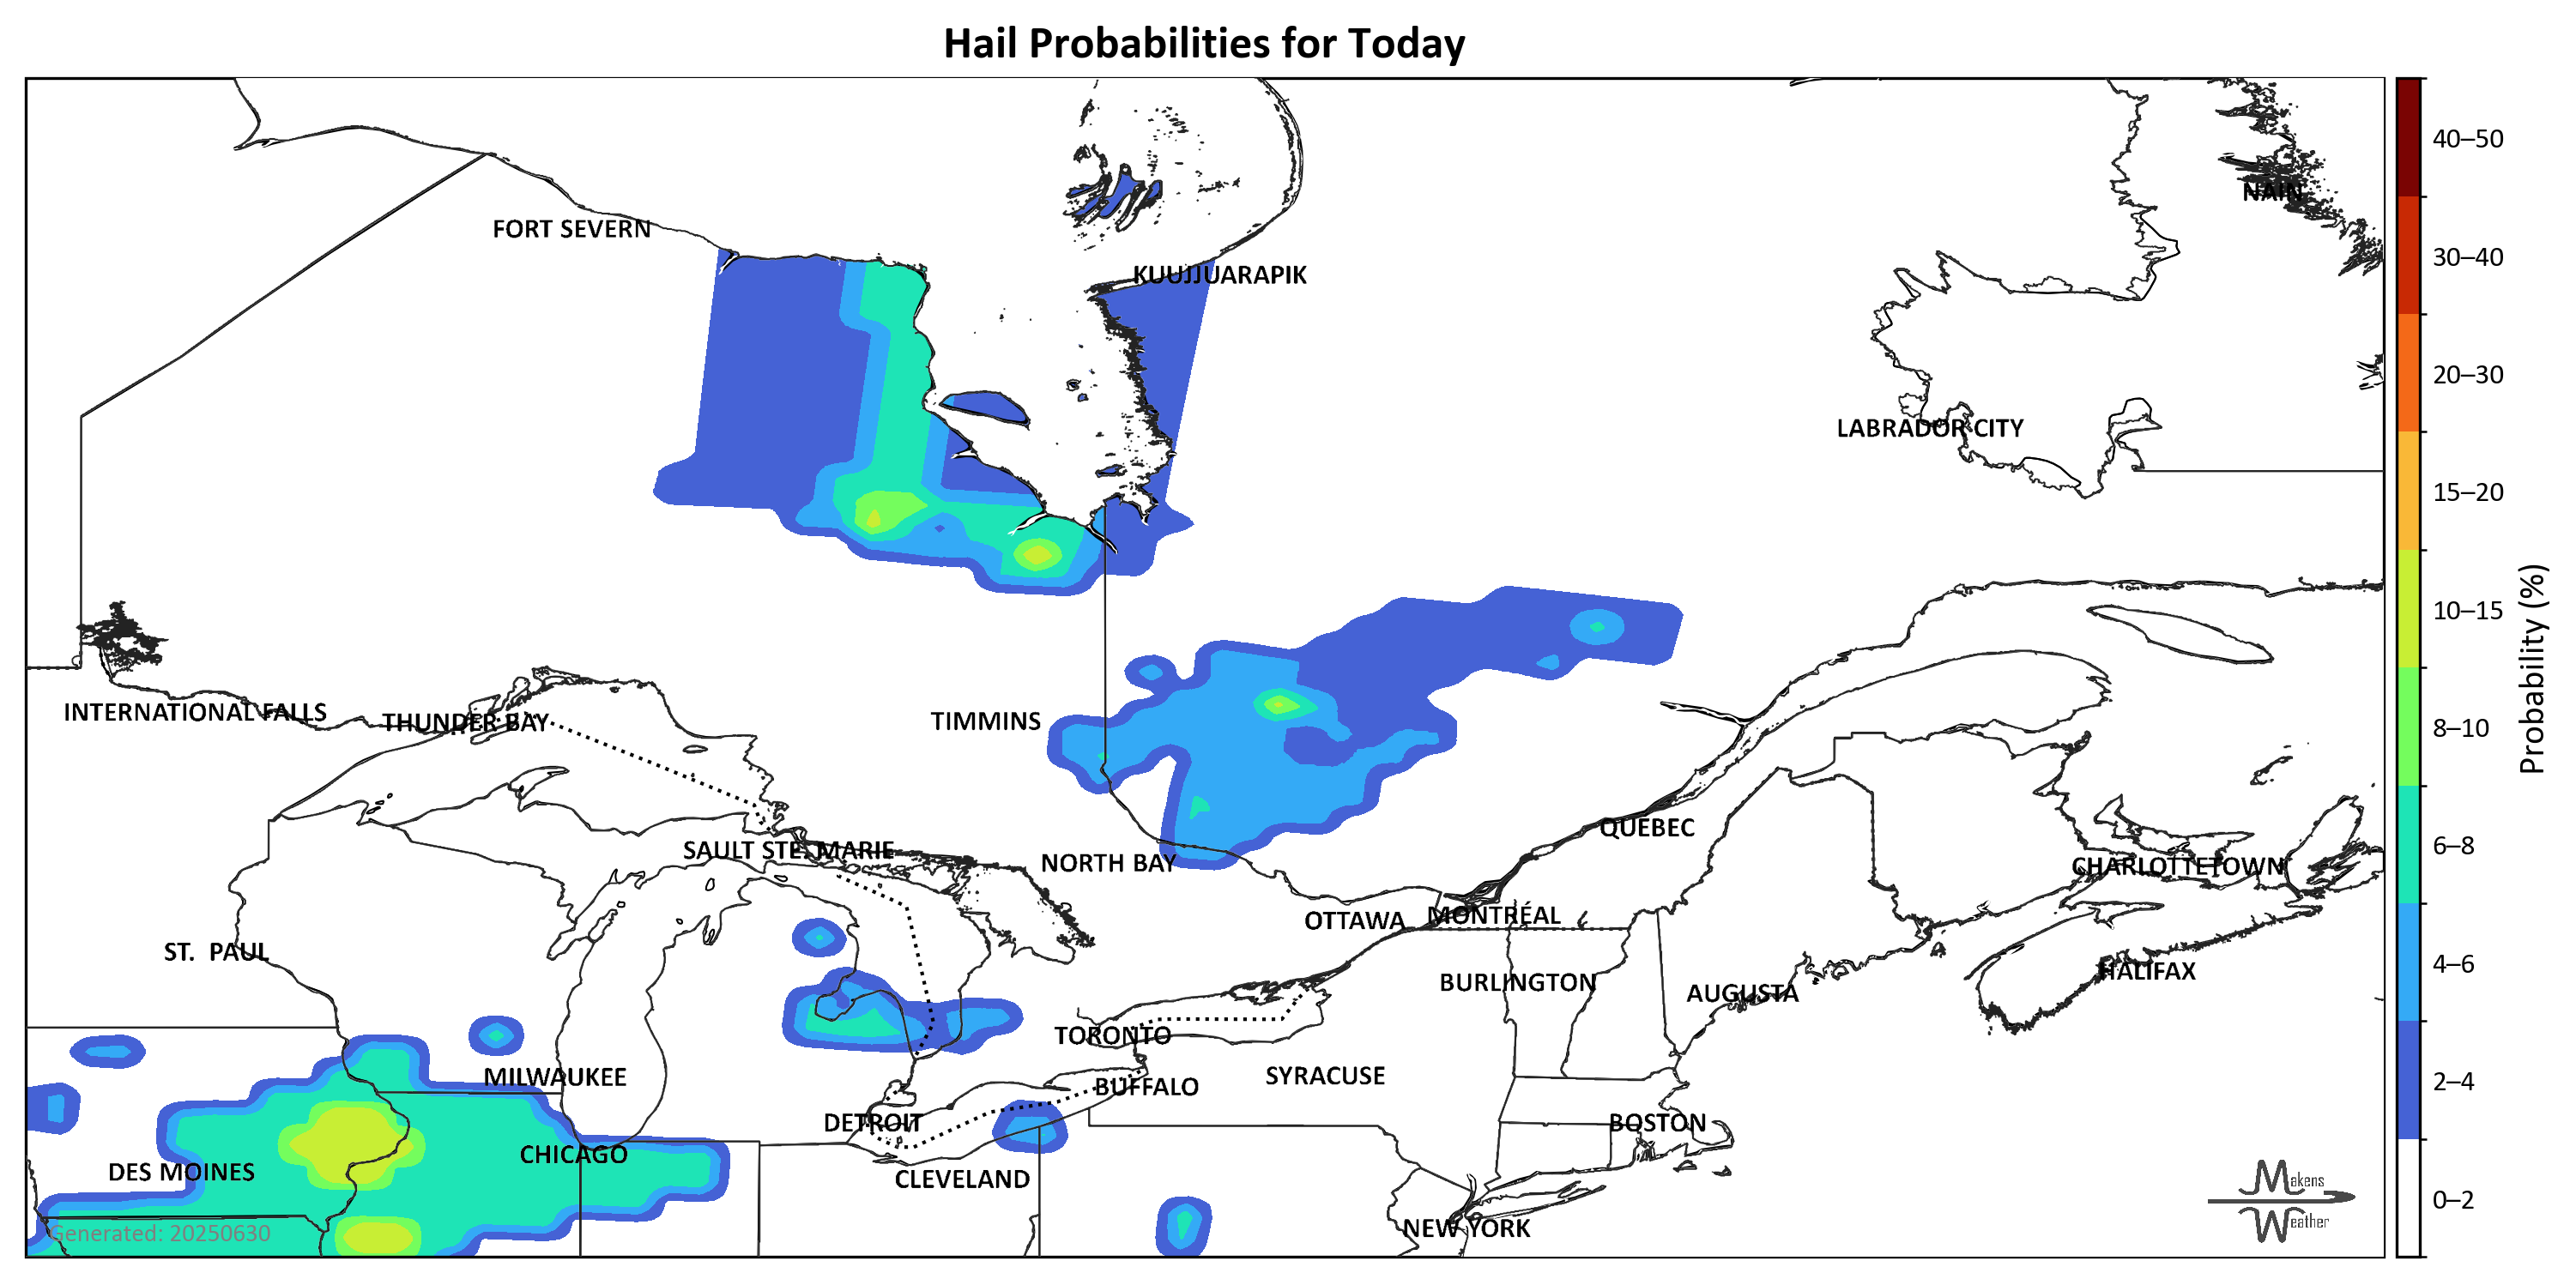 Hail Probabilities for Today
40–50
NAIN
FORT SEVERN
30–40
KUUJJUARAPIK
20–30
LABRADOR CITY
15–20
10–15
Probability (%)
INTERNATIONAL FALLS
THUNDER BAY
TIMMINS
8–10
QUEBEC
SAULT STE. MARIE
NORTH BAY
6–8
CHARLOTTETOWN
OTTAWA
MONTRÉAL
ST. PAUL
4–6
HALIFAX
BURLINGTON
AUGUSTA
TORONTO
MILWAUKEE
BUFFALO
SYRACUSE
2–4
DETROIT
BOSTON
CHICAGO
DES MOINES
CLEVELAND
Makens
Weather
0–2
NEW YORK
Generated: 20250630